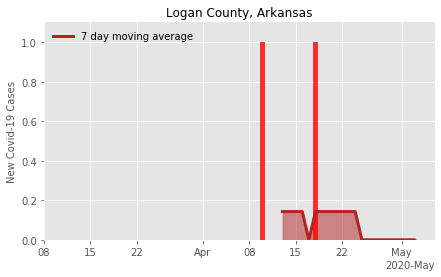 Logan County, Arkansas
7 day moving average
New Covid-19 Cases
1.0
0.8
0.6
0.4
0.2
0.0
08 15 22 Apr 08 15 22 May
2020-May